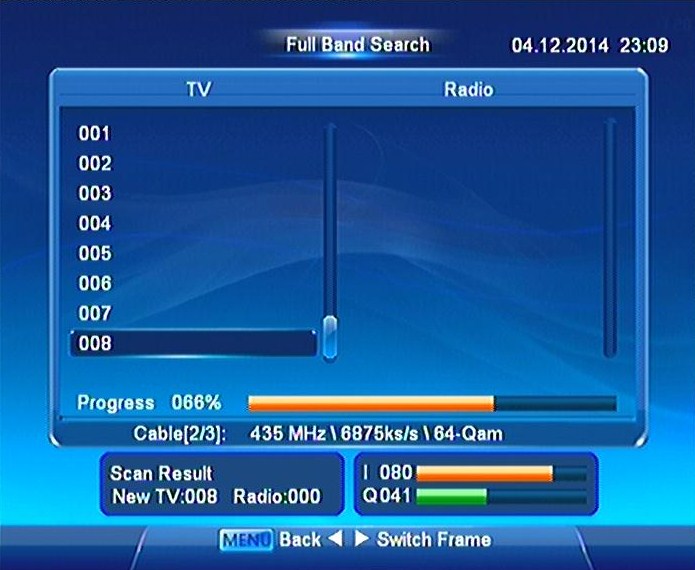 Full Band Search
04.12.2014 23:09
TV Radio
001
002
003
004
005
006
007
008
Progress 066%
Cable[2/3]: 435 MHz \ 6875ks/s \ 64-Qam
Scan Result
New TV:008 Radio:000
I 080
Q 041
MENU Back ◀ ▶ Switch Frame